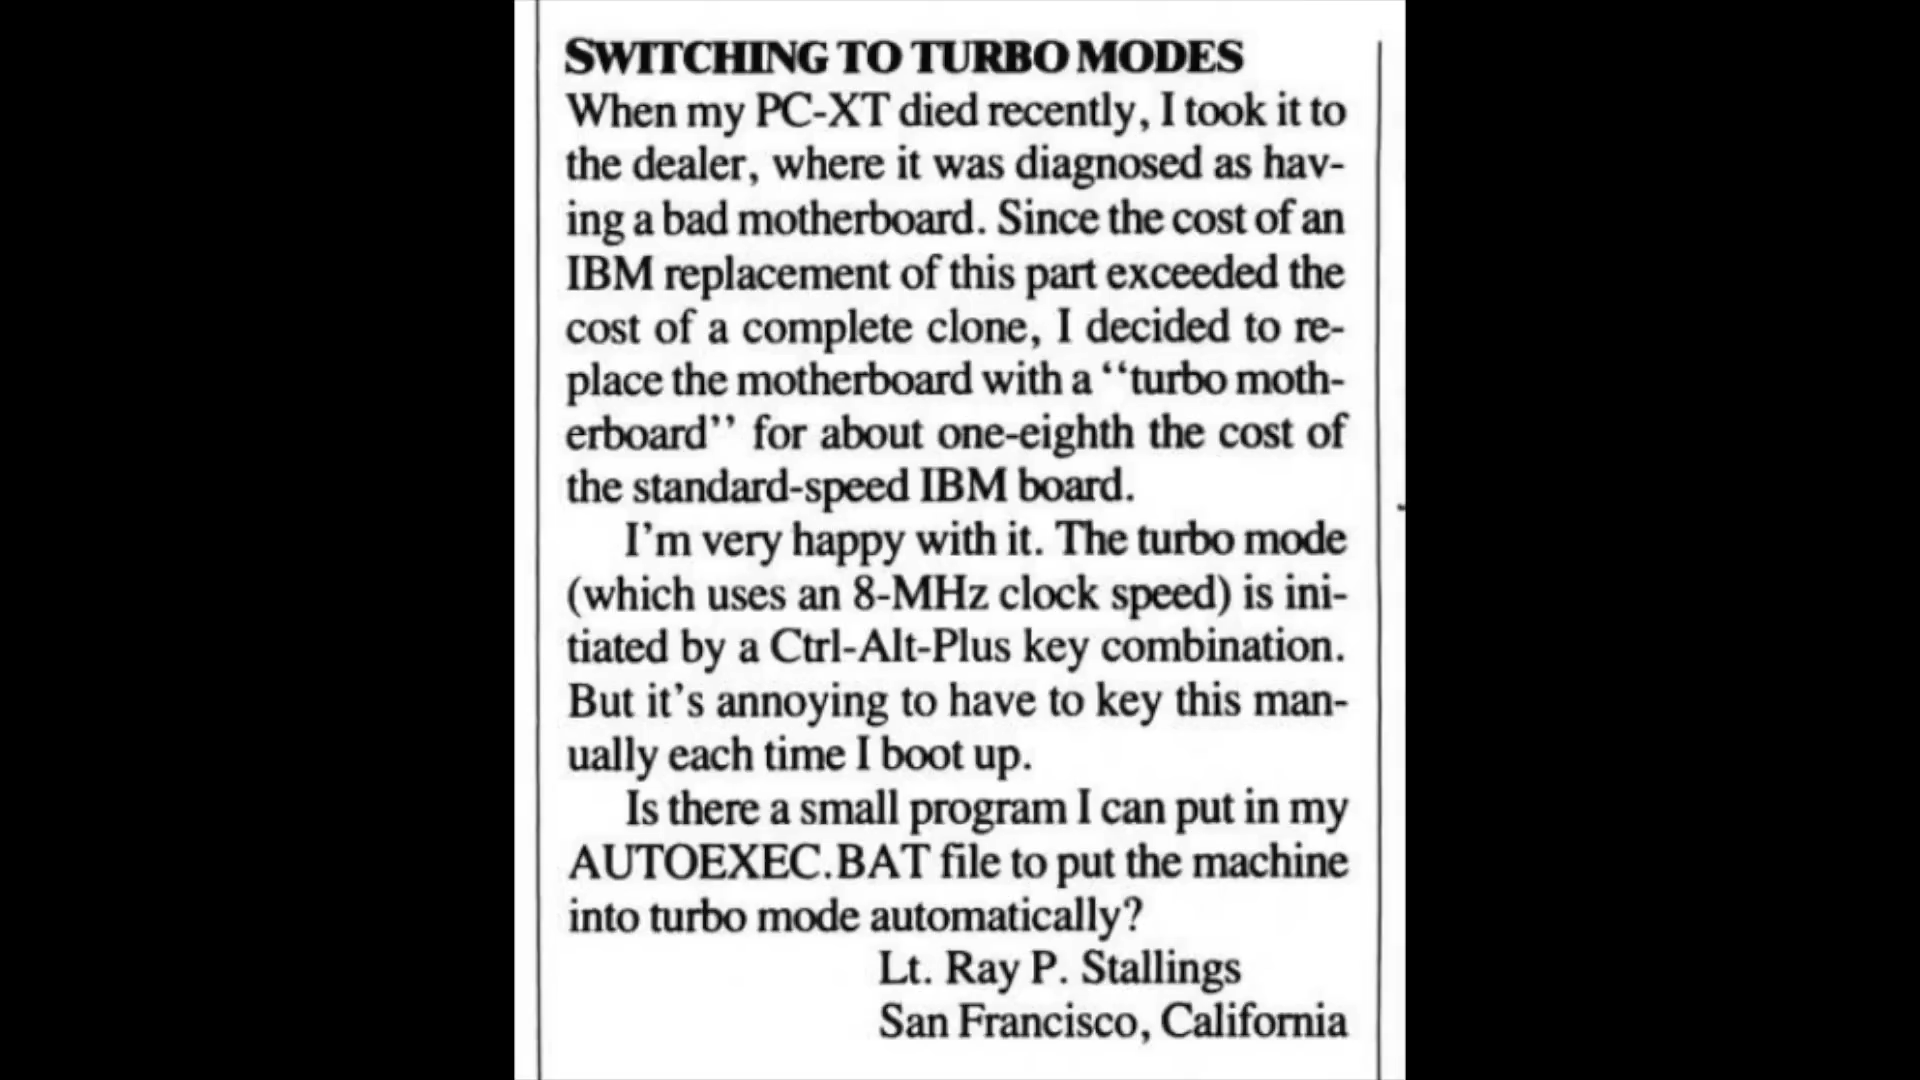 SWITCHING TO TURBO MODES
When my PC-XT died recently, I took it to
the dealer, where it was diagnosed as hav-
ing a bad motherboard. Since the cost of an
IBM replacement of this part exceeded the
cost of a complete clone, I decided to re-
place the motherboard with a ‘‘turbo moth-
erboard’’ for about one-eighth the cost of
the standard-speed IBM board.
I’m very happy with it. The turbo mode
(which uses an 8-MHz clock speed) is ini-
tiated by a Ctrl-Alt-Plus key combination.
But it’s annoying to have to key this man-
ually each time I boot up.
Is there a small program I can put in my
AUTOEXEC.BAT file to put the machine
into turbo mode automatically?
Lt. Ray P. Stallings
San Francisco, California